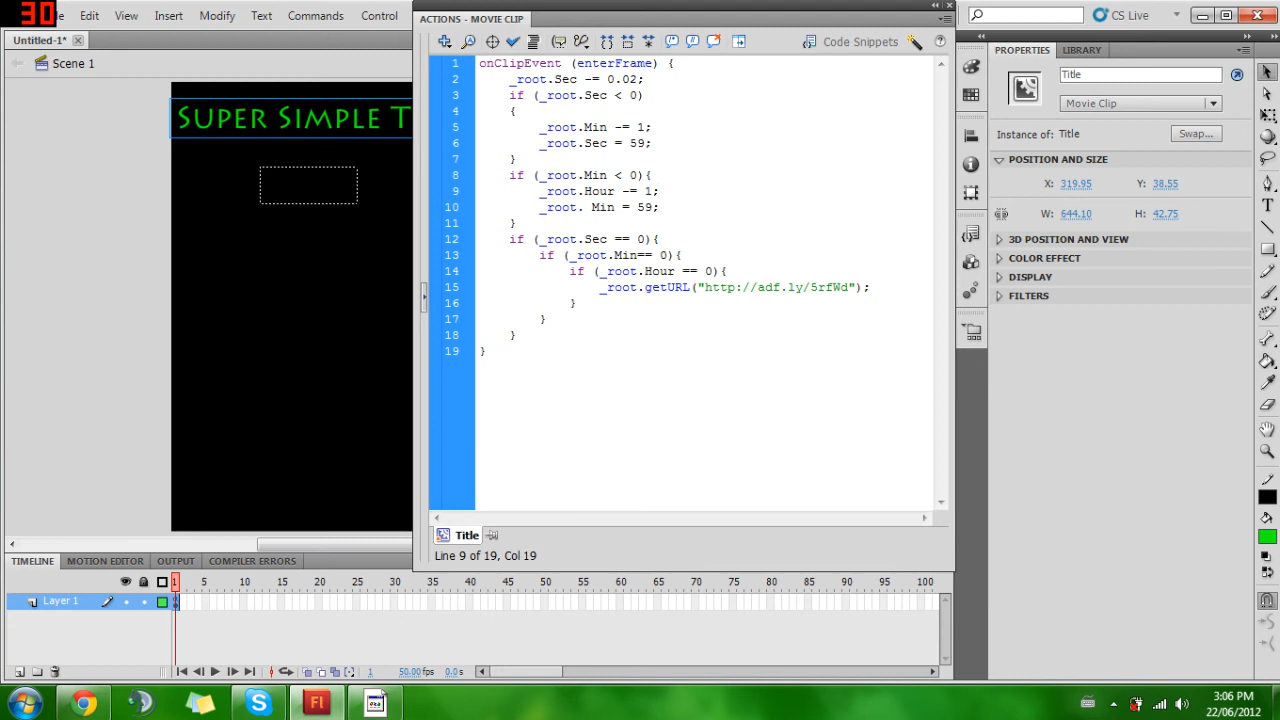 30
Edit View Insert Modify Text Commands Control
ACTIONS - MOVIE CLIP
CS Live
Untitled-1*
Scene 1
Code Snippets
PROPERTIES LIBRARY
Title
Movie Clip
Instance of: Title Swap...
POSITION AND SIZE
X: 319.95 Y: 38.55
W: 644.10 H: 42.75
3D POSITION AND VIEW
COLOR EFFECT
DISPLAY
FILTERS
Super Simple T
1 onClipEvent (enterFrame) {
2 _root.Sec -= 0.02;
3 if (_root.Sec < 0)
4 {
5 _root.Min -= 1;
6 _root.Sec = 59;
7 }
8 if (_root.Min < 0){
9 _root.Hour -= 1;
10 _root. Min = 59;
11 }
12 if (_root.Sec == 0){
13 if (_root.Min== 0){
14 if (_root.Hour == 0){
15 _root.getURL("http://adf.ly/5rfWd");
16 }
17 }
18 }
19 }
Title
Line 9 of 19, Col 19
TIMELINE MOTION EDITOR OUTPUT COMPILER ERRORS
1 5 10 15 20 25 30 35 40 45 50 55 60 65 70 75 80 85 90 95 100
Layer 1
1 50.00 fps 0.0 s
Fl
3:06 PM
22/06/2012